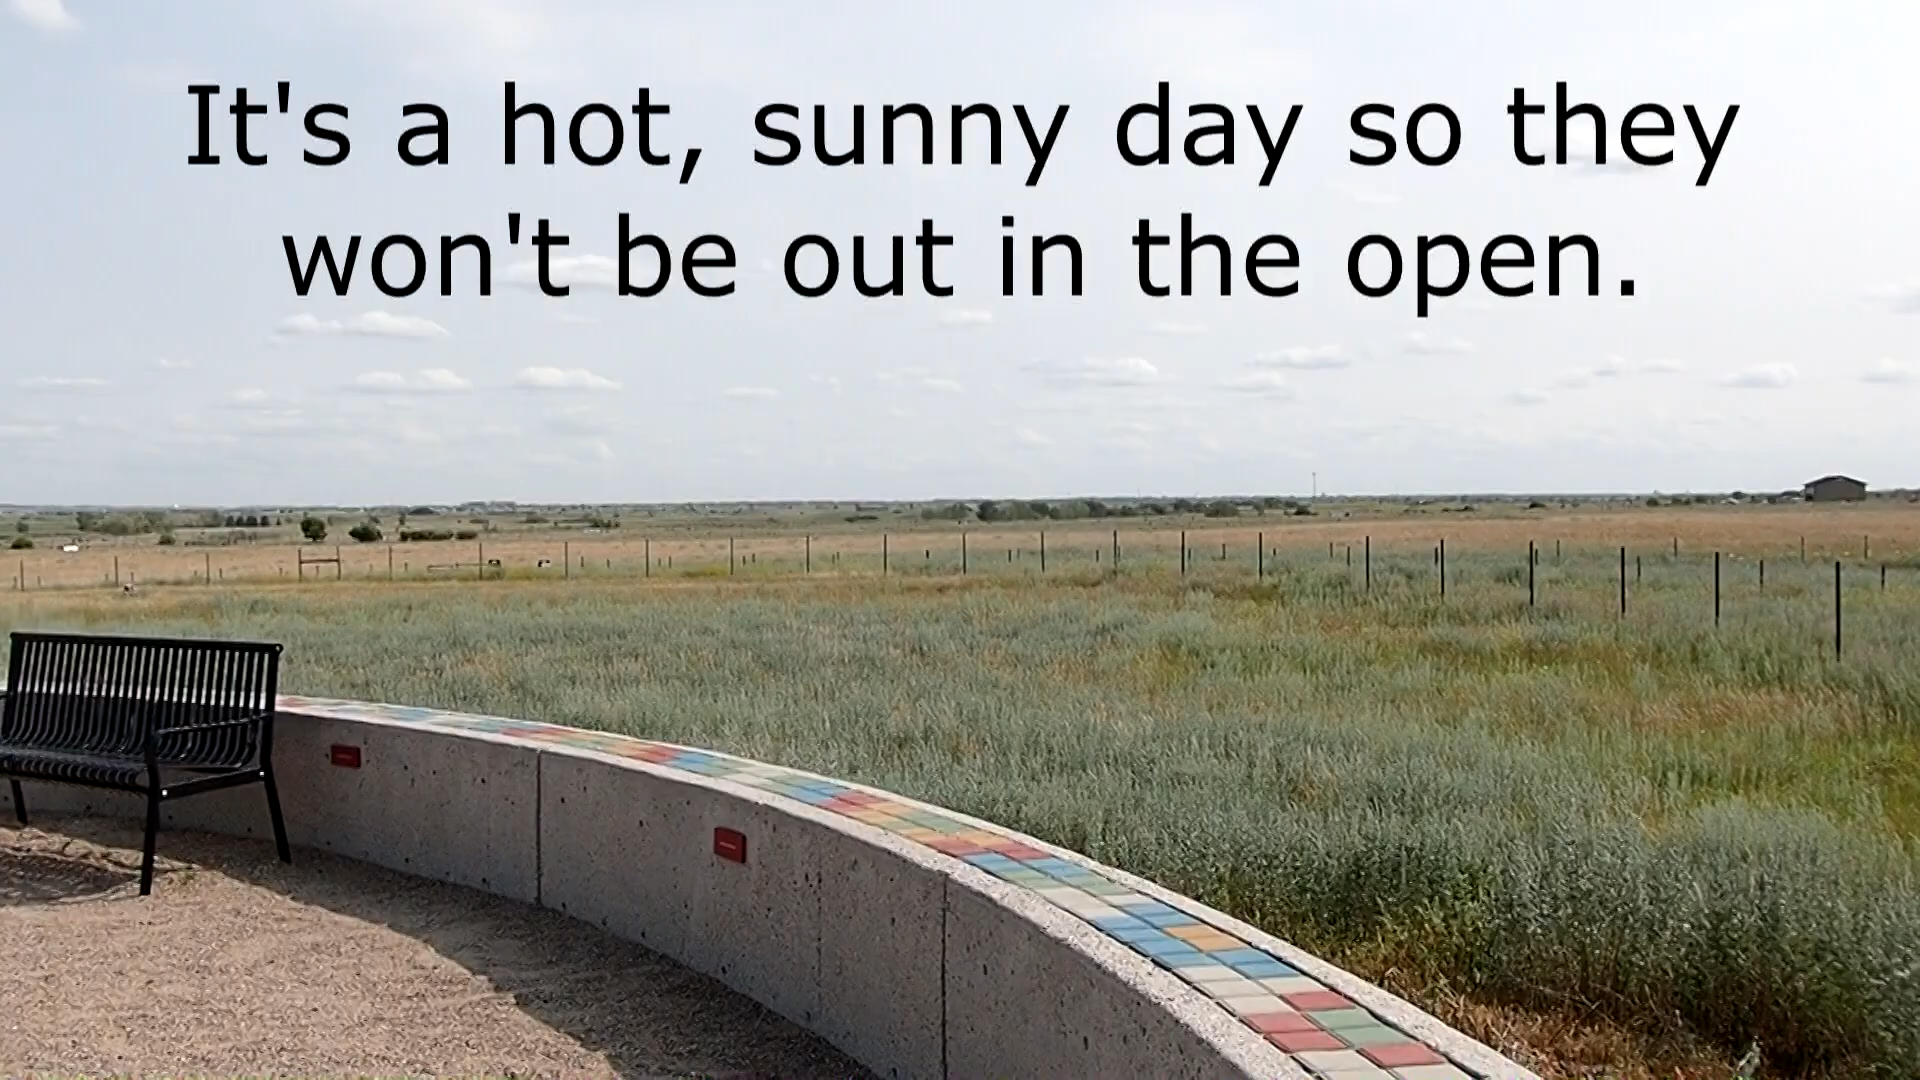 It's a hot, sunny day so they
won't be out in the open.